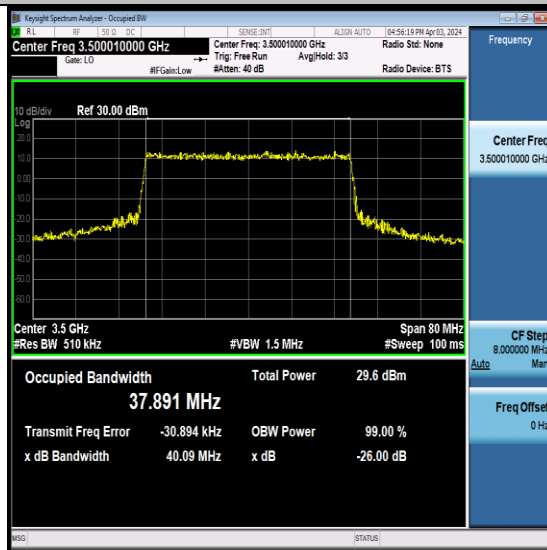 Keysight Spectrum Analyzer - Occupied BW
RL RF 50 Ω DC SENSE:INT ALIGN AUTO 04:56:19 PM Apr 03, 2024
Center Freq 3.500010000 GHz
Center Freq: 3.500010000 GHz
Radio Std: None
Gate: LO
Trig: Free Run
Avg|Hold: 3/3
#IFGain:Low
#Atten: 40 dB
Radio Device: BTS
10 dB/div Ref 30.00 dBm
Log
20.0
10.0
0.00
-10.0
-20.0
-30.0
-40.0
-50.0
-60.0
Center 3.5 GHz Span 80 MHz
#Res BW 510 kHz #VBW 1.5 MHz #Sweep 100 ms
Occupied Bandwidth Total Power 29.6 dBm
37.891 MHz
Transmit Freq Error -30.894 kHz OBW Power 99.00 %
x dB Bandwidth 40.09 MHz x dB -26.00 dB
MSG STATUS
Frequency
Center Freq
3.500010000 GHz
CF Step
8.000000 MHz
Auto Man
Freq Offset
0 Hz